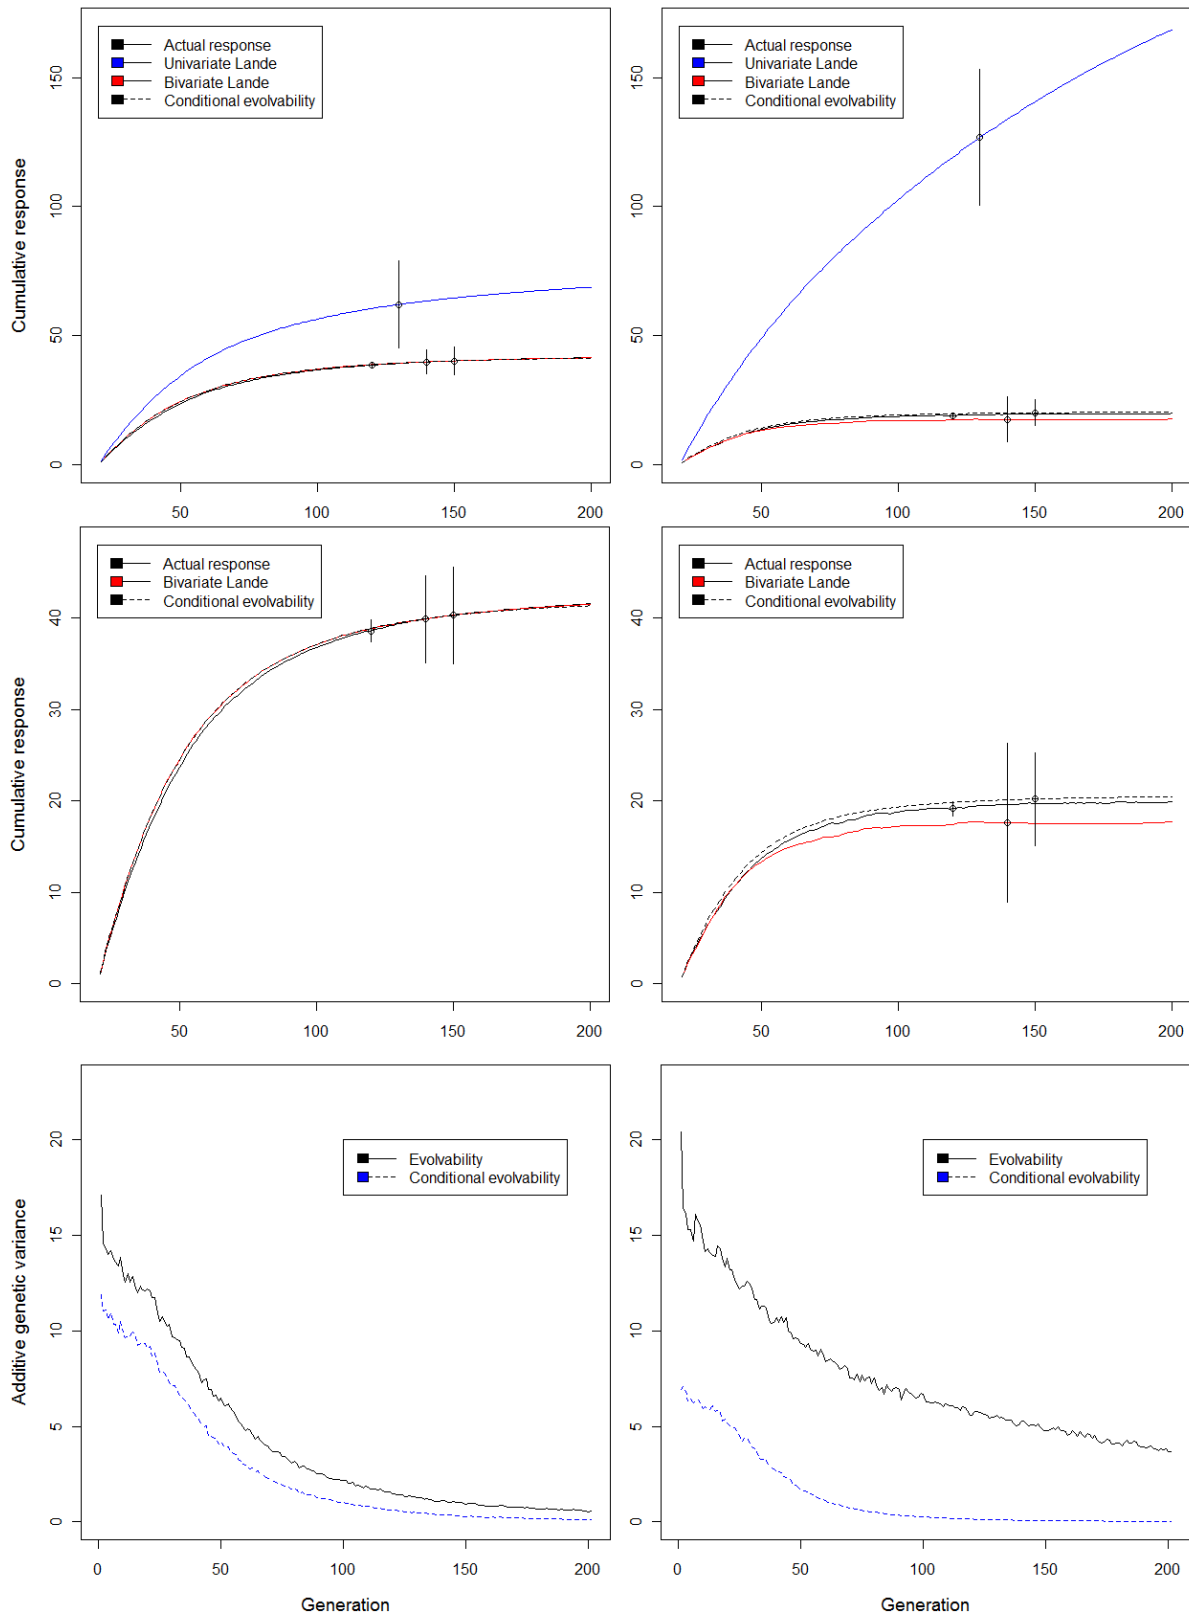 Actual response
Univariate Lande
Bivariate Lande
Conditional evolvability
Cumulative response
0
50
100
150
50
100
150
200
Actual response
Univariate Lande
Bivariate Lande
Conditional evolvability
0
50
100
150
50
100
150
200
Actual response
Bivariate Lande
Conditional evolvability
Cumulative response
0
10
20
30
40
50
100
150
200
Actual response
Bivariate Lande
Conditional evolvability
0
10
20
30
40
50
100
150
200
Evolvability
Conditional evolvability
Additive genetic variance
0
5
10
15
20
0
50
100
150
200
Generation
Evolvability
Conditional evolvability
0
5
10
15
20
0
50
100
150
200
Generation